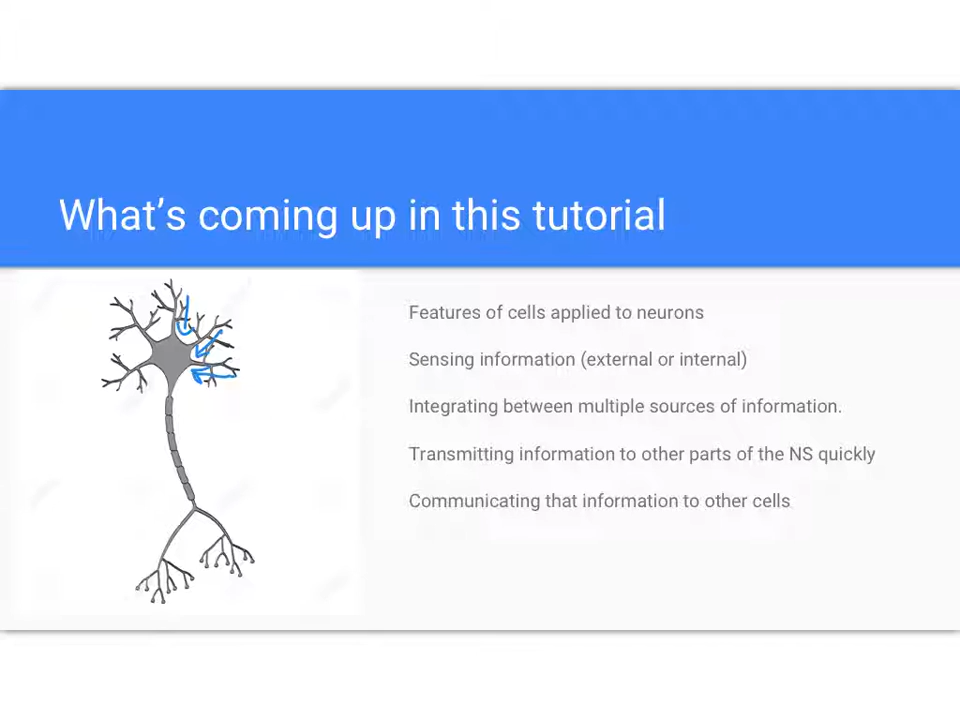 What’s coming up in this tutorial
Features of cells applied to neurons
Sensing information (external or internal)
Integrating between multiple sources of information.
Transmitting information to other parts of the NS quickly
Communicating that information to other cells